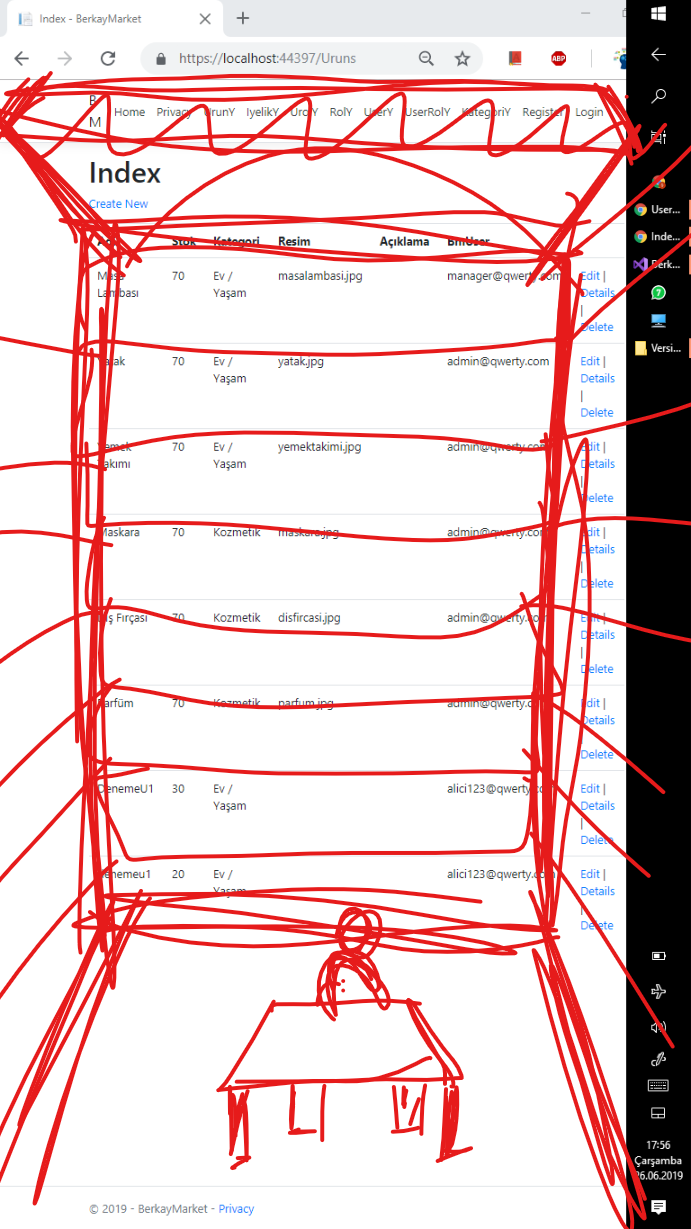 Index - BerkayMarket
https://localhost:44397/Uruns
ABP
B
M
Home Privacy UrunY IyelikY UrolY RolY UserY UserRolY KategoriY Register Login
Index
Create New
Stok Kategori Resim Açıklama BmUser
Masa Lambası 70 Ev / Yaşam masalambasi.jpg manager@qwerty.com Edit | Details | Delete
Yatak 70 Ev / Yaşam yatak.jpg admin@qwerty.com Edit | Details | Delete
Yemek Takımı 70 Ev / Yaşam yemektakimi.jpg admin@qwerty.com Edit | Details | Delete
Maskara 70 Kozmetik maskara.jpg admin@qwerty.com Edit | Details | Delete
Diş Fırçası 70 Kozmetik disfircasi.jpg admin@qwerty.com Edit | Details | Delete
Parfüm 70 Kozmetik parfum.jpg admin@qwerty.com Edit | Details | Delete
DenemeU1 30 Ev / Yaşam alici123@qwerty.com Edit | Details | Delete
Denemeu1 20 Ev / Yaşam alici123@qwerty.com Edit | Details | Delete
© 2019 - BerkayMarket - Privacy
User...
Inde...
Berk...
7
Versi...
17:56
Çarşamba
26.06.2019